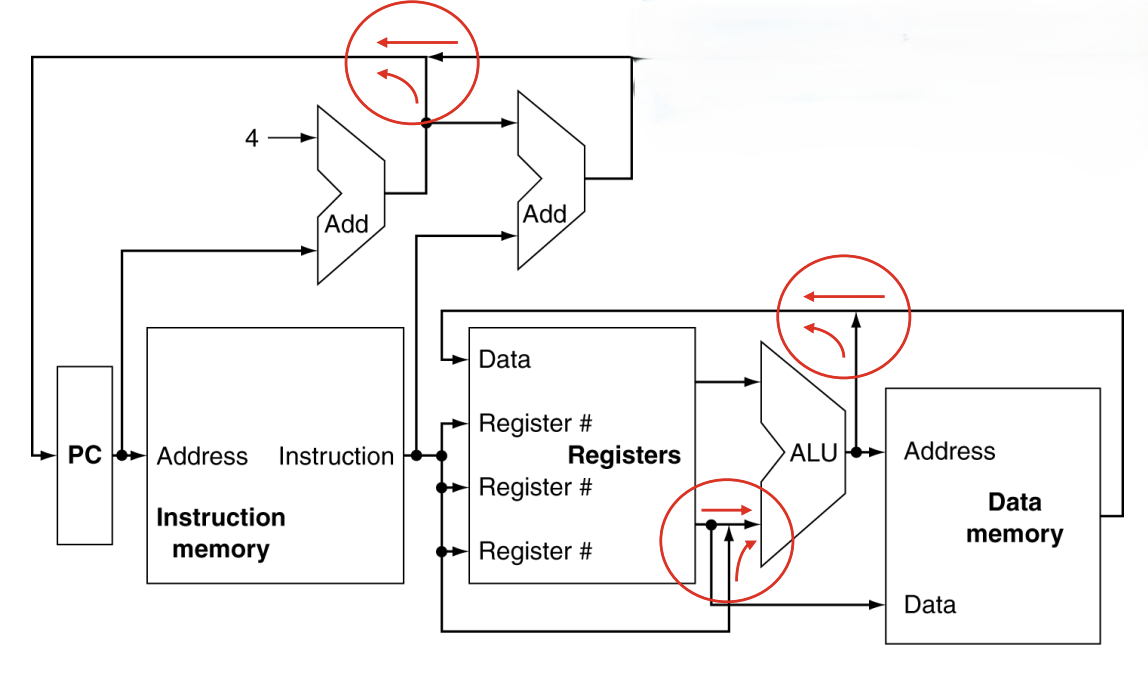 4
Add
Add
Data
Register #
Registers
Register #
Register #
PC
Address
Instruction
Instruction
memory
ALU
Address
Data
memory
Data